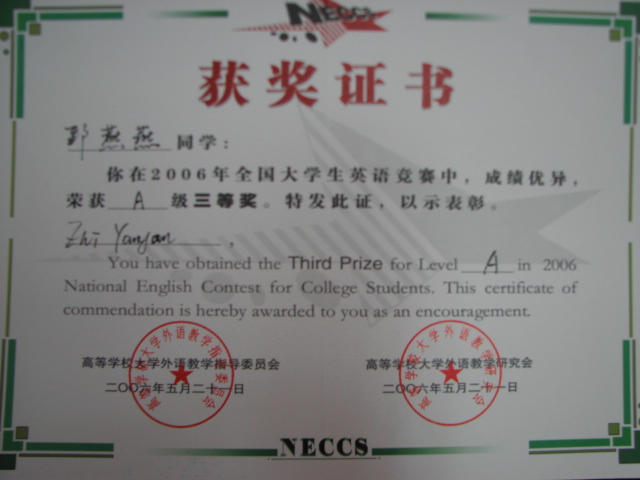 NECCS
获奖证书
燕燕 同学：
你在2006年全国大学生英语竞赛中，成绩优异，
荣获 A 级三等奖。特发此证，以示表彰。
Zhi Yanyan ，
You have obtained the Third Prize for Level A in 2006
National English Contest for College Students. This certificate of
commendation is hereby awarded to you as an encouragement.
高等学校大学外语教学指导委员会
二〇〇六年五月二十一日
高等学校大学外语教学研究会
二〇〇六年五月二十一日
NECCS